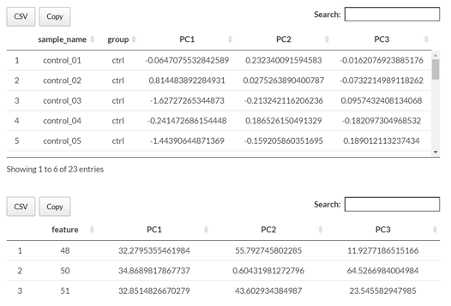 CSV Copy Search:
sample_name group PC1 PC2 PC3
1 control_01 ctrl -0.0647075532842589 0.232340091594583 -0.0162076923885176
2 control_02 ctrl 0.814483892284931 0.0275263890400787 -0.0732214989118262
3 control_03 ctrl -1.62727265344873 -0.213242116206236 0.0957432408134068
4 control_04 ctrl -0.241472686154448 0.186526150491329 -0.182097304968532
5 control_05 ctrl -1.44390644871369 -0.159205860351695 0.189012113237434
Showing 1 to 6 of 23 entries
CSV Copy Search:
feature PC1 PC2 PC3
1 48 32.2795355461984 55.792745802285 11.9277186515166
2 50 34.8689817867737 0.60431981272796 64.5266984004984
3 51 32.8514826670279 43.602934384987 23.545582947985